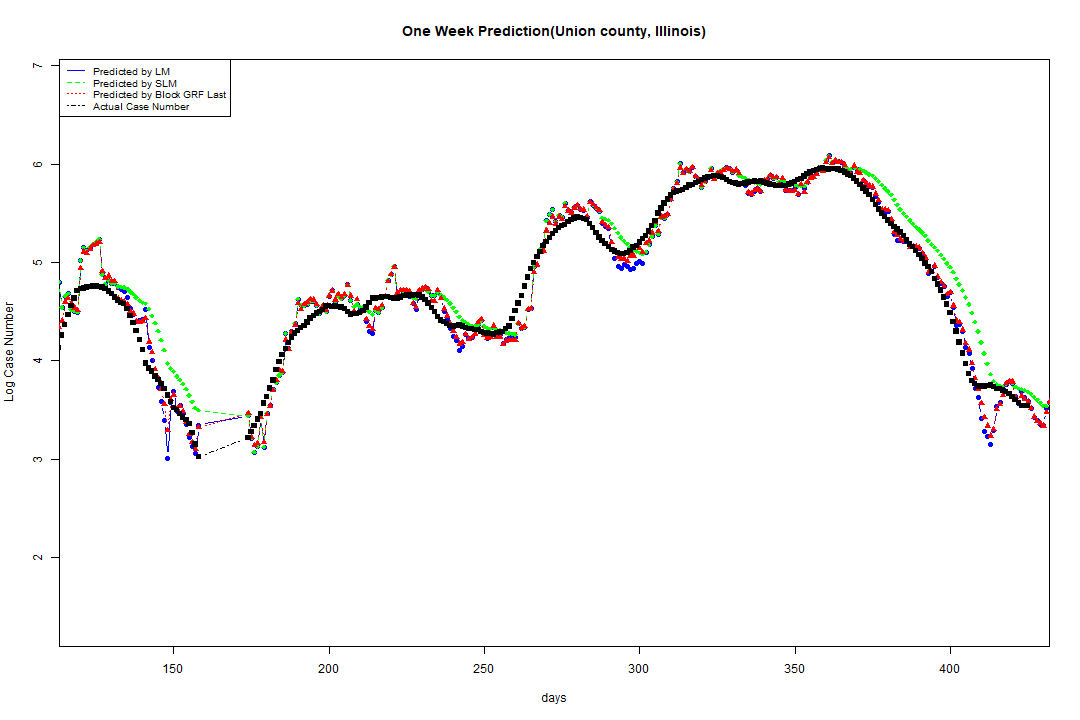 One Week Prediction(Union county, Illinois)
7
6
5
4
3
2
Log Case Number
Predicted by LM
Predicted by SLM
Predicted by Block GRF Last
Actual Case Number
150 200 250 300 350 400
days